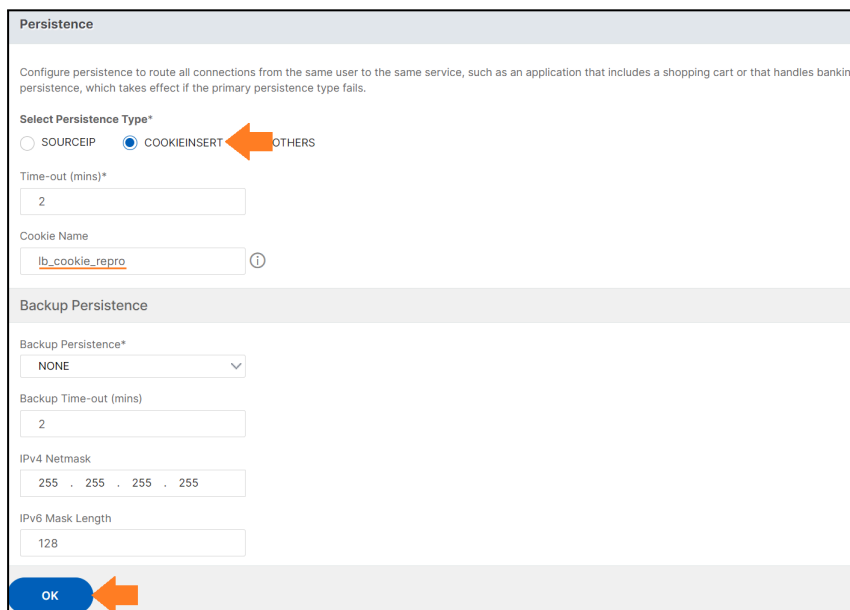 Persistence
Configure persistence to route all connections from the same user to the same service, such as an application that includes a shopping cart or that handles
persistence, which takes effect if the primary persistence type fails.
Select Persistence Type*
SOURCEIP COOKIEINSERT OTHERS
Time-out (mins)*
2
Cookie Name
lb_cookie_repro
Backup Persistence
Backup Persistence*
NONE
Backup Time-out (mins)
2
IPv4 Netmask
255 . 255 . 255 . 255
IPv6 Mask Length
128
OK